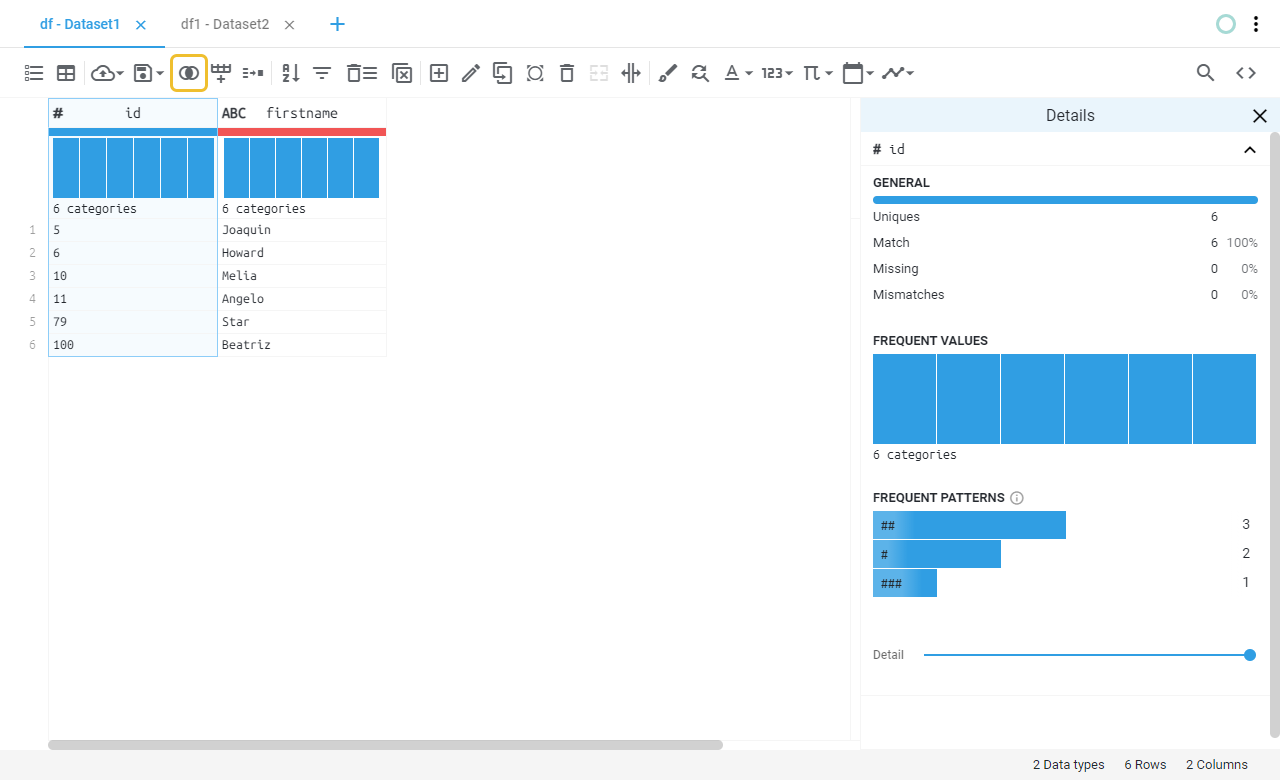 df - Dataset1
df1 - Dataset2
123
# id
ABC firstname
6 categories
6 categories
1 5 Joaquin
2 6 Howard
3 10 Melia
4 11 Angelo
5 79 Star
6 100 Beatriz
Details
# id
GENERAL
Uniques 6
Match 6 100%
Missing 0 0%
Mismatches 0 0%
FREQUENT VALUES
6 categories
FREQUENT PATTERNS
## 3
# 2
### 1
Detail
2 Data types 6 Rows 2 Columns